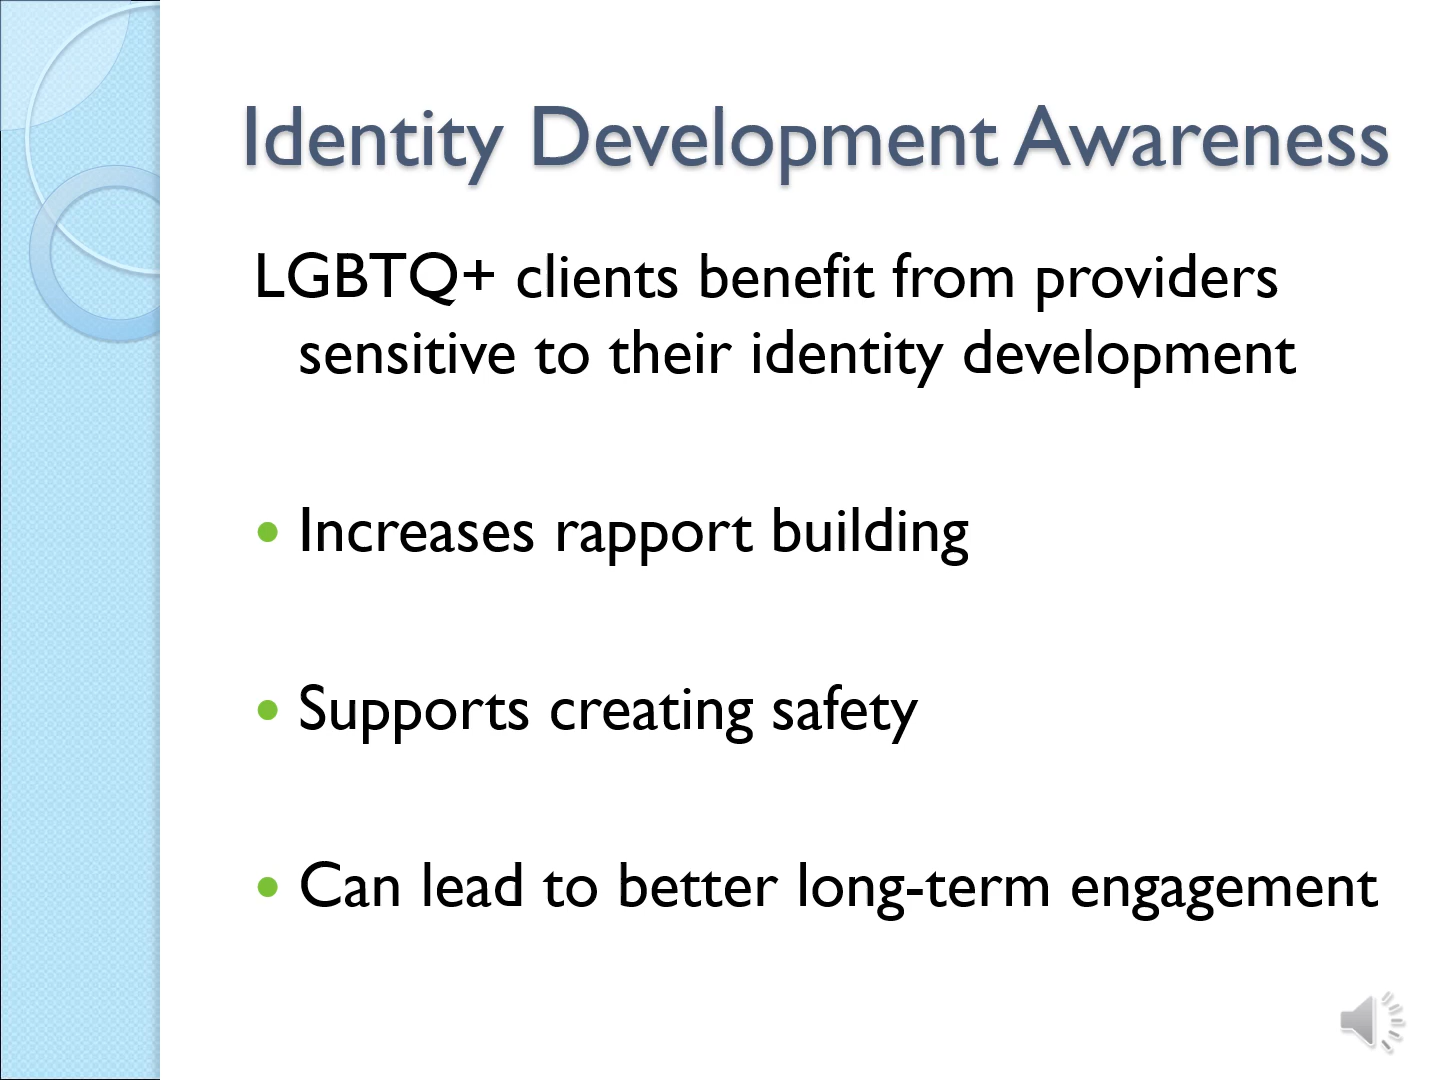 Identity Development Awareness
LGBTQ+ clients benefit from providers
sensitive to their identity development
• Increases rapport building
• Supports creating safety
• Can lead to better long-term engagement